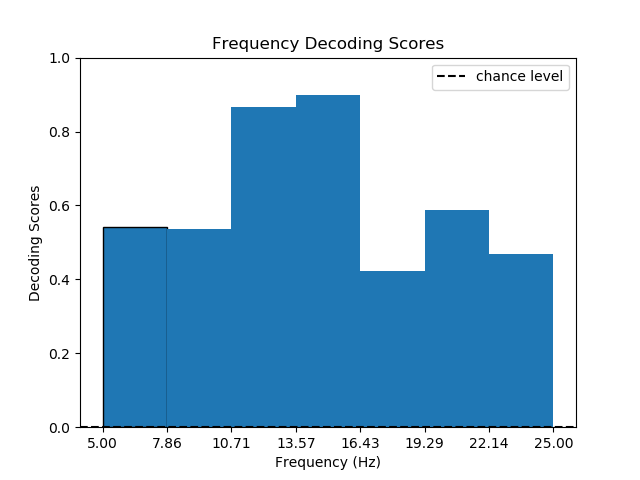 Frequency Decoding Scores
chance level
1.0
0.8
0.6
0.4
0.2
0.0
Decoding Scores
5.00 7.86 10.71 13.57 16.43 19.29 22.14 25.00
Frequency (Hz)